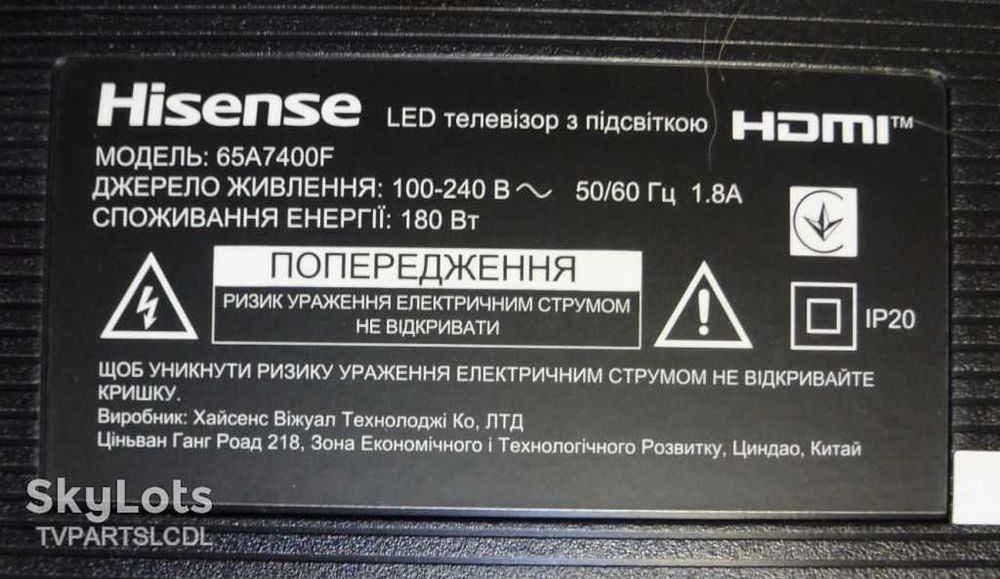 Hisense LED телевізор з підсвіткою HDMI™
МОДЕЛЬ: 65A7400F
ДЖЕРЕЛО ЖИВЛЕННЯ: 100-240 В ~ 50/60 Гц 1.8A
СПОЖИВАННЯ ЕНЕРГІЇ: 180 Вт
ПОПЕРЕДЖЕННЯ
РИЗИК УРАЖЕННЯ ЕЛЕКТРИЧНИМ СТРУМОМ
НЕ ВІДКРИВАТИ
IP20
ЩОБ УНИКНУТИ РИЗИКУ УРАЖЕННЯ ЕЛЕКТРИЧНИМ СТРУМОМ НЕ ВІДКРИВАЙТЕ
КРИШКУ.
Виробник: Хайсенс Віжуал Технолоджі Ко, ЛТД
Ціньван Ганг Роад 218, Зона Економічного і Технологічного Розвитку, Циндао, Китай
SkyLots
TVPARTSLCDL